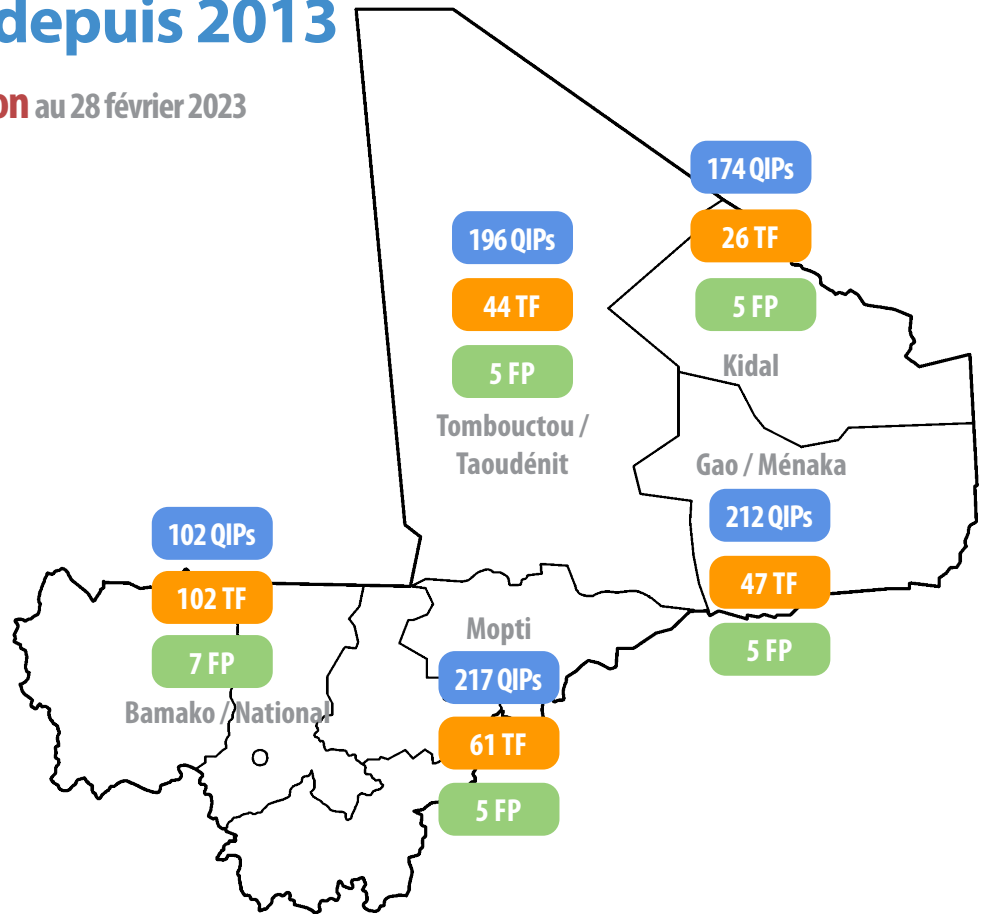 depuis 2013
on au 28 février 2023
174 QIPs
26 TF
5 FP
Kidal
196 QIPs
44 TF
5 FP
Tombouctou /
Taoudénit
Gao / Ménaka
212 QIPs
47 TF
5 FP
102 QIPs
102 TF
7 FP
Bamako / National
Mopti
217 QIPs
61 TF
5 FP